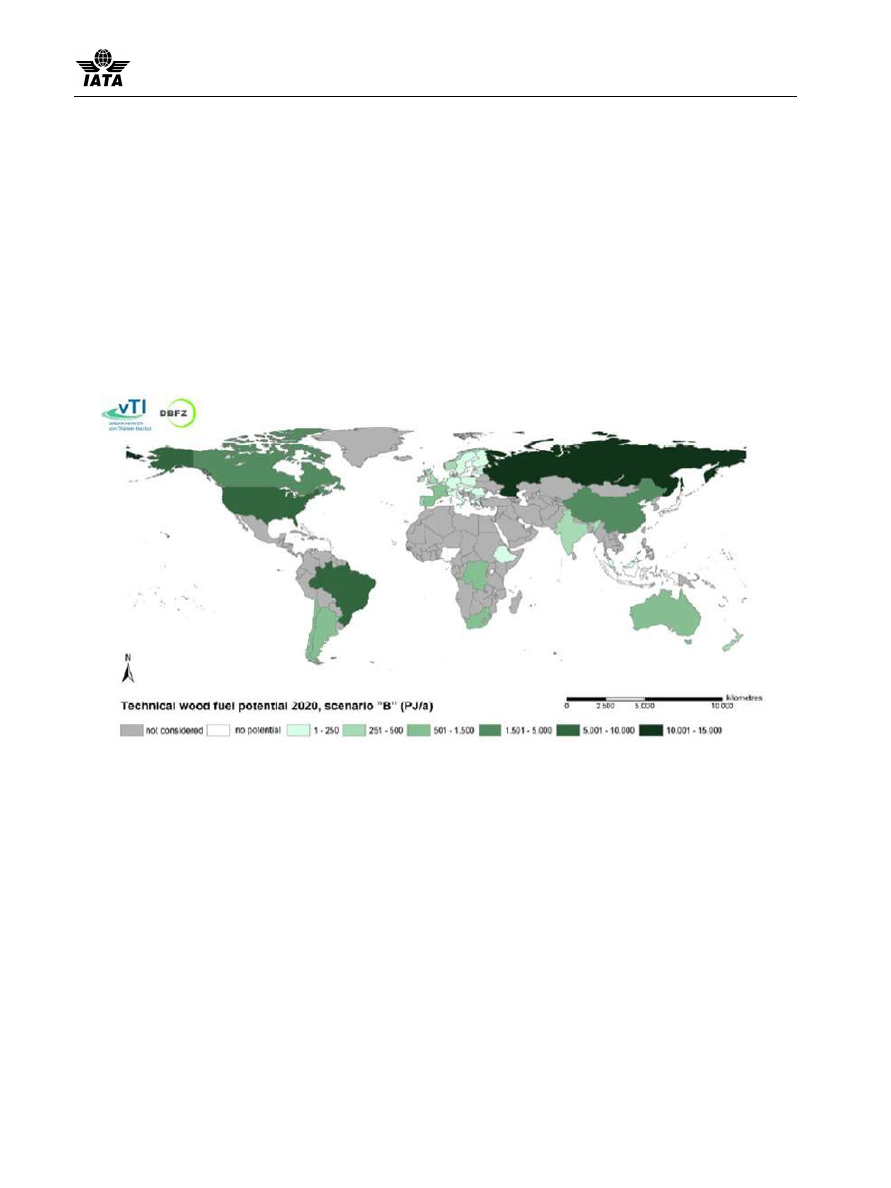 IATA
vTI
DBFZ
N
kilometres
0 2.500 5.000 10.000
Technical wood fuel potential 2020, scenario "B" (PJ/a)
not considered no potential 1 - 250 251 - 500 501 - 1.500 1.501 - 5.000 5.001 - 10.000 10.001 - 15.000